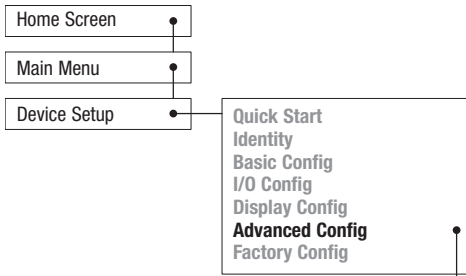 Home Screen
Main Menu
Device Setup
Quick Start
Identity
Basic Config
I/O Config
Display Config
Advanced Config
Factory Config